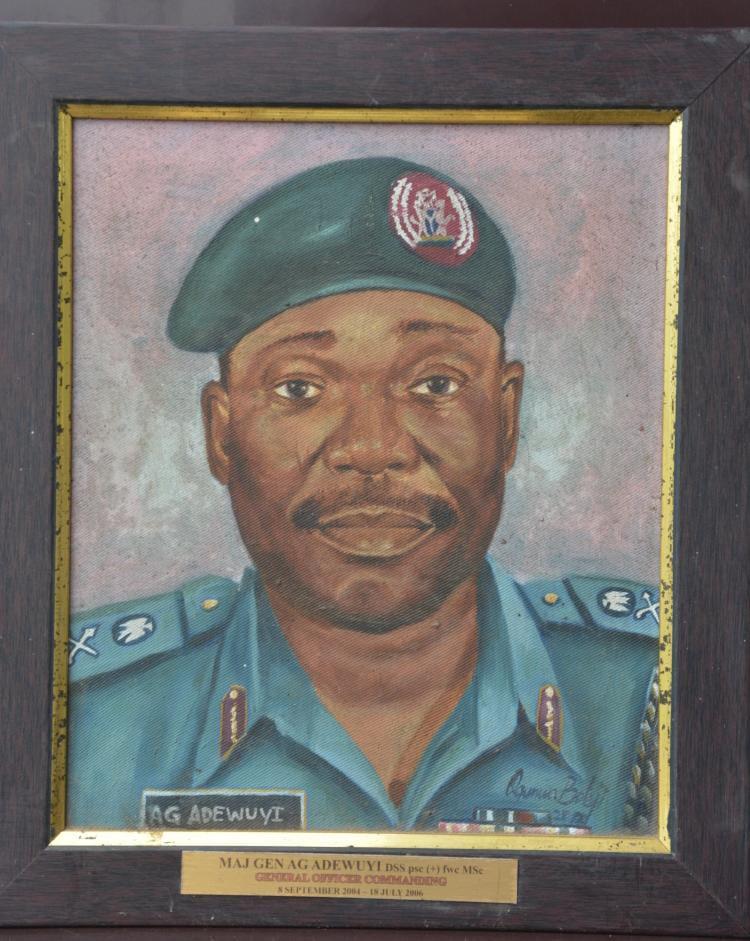 AG ADEWUYI
MAJ GEN AG ADEWUYI DSS psc (+) fwc MSc
GENERAL OFFICER COMMANDING
8 SEPTEMBER 2004 – 18 JULY 2006